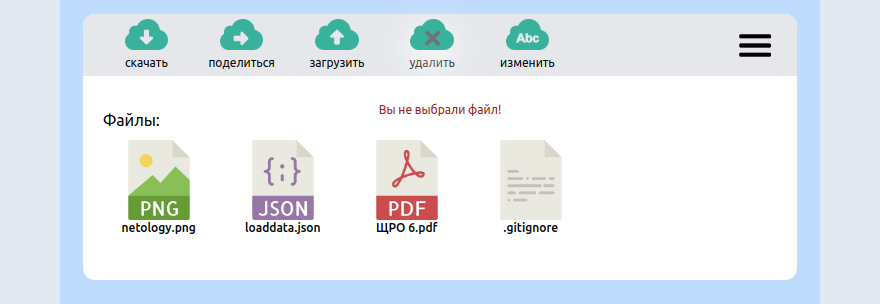 Abc
скачать поделиться загрузить удалить изменить
Вы не выбрали файл!
Файлы:
PNG {;} JSON PDF
netology.png loaddata.json ЩРО 6.pdf .gitignore